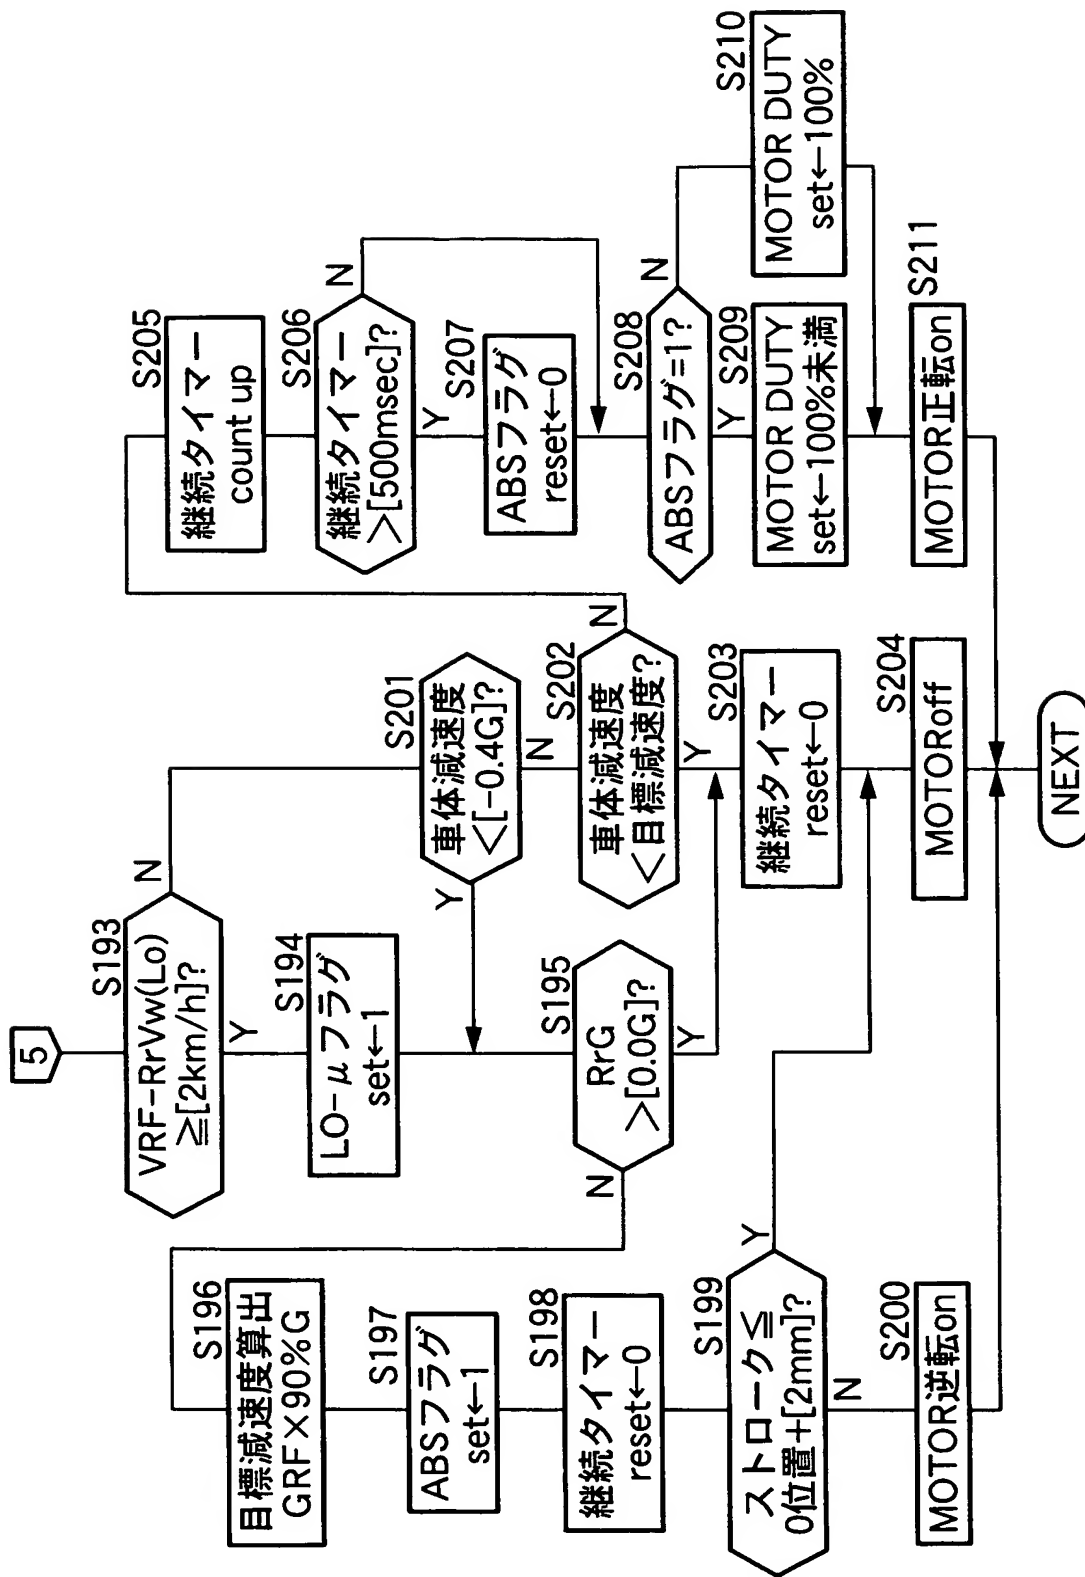 5
S193
VRF-RrVw(Lo)
≧[2km/h]?
Y
N
S194
LO-μフラグ
set←1
S195
RrG
>[0.0G]?
N
Y
S196
目標減速度算出
GRF×90%G
S197
ABSフラグ
set←1
S198
継続タイマー
reset←0
S199
ストローク≦
0位置+[2mm]?
Y
N
S200
MOTOR逆転on
S201
車体減速度
<[-0.4G]?
Y
N
S202
車体減速度
<目標減速度?
N
Y
S203
継続タイマー
reset←0
S204
MOTORoff
S205
継続タイマー
count up
S206
継続タイマー
>[500msec]?
N
Y
S207
ABSフラグ
reset←0
S208
ABSフラグ=1?
N
Y
S209
MOTOR DUTY
set←100%未満
S210
MOTOR DUTY
set←100%
S211
MOTOR正転on
NEXT